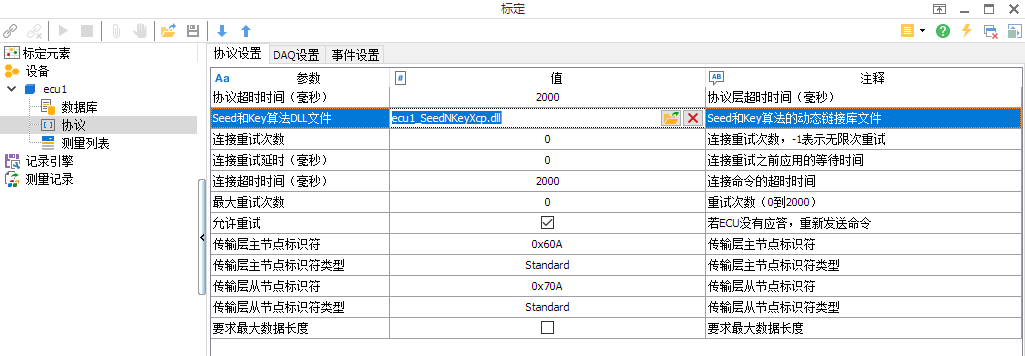 标定
标定元素
设备
ecu1
数据库
协议
测量列表
记录引擎
测量记录
协议设置 DAQ设置 事件设置
Aa 参数 # 值 AB 注释
协议超时时间（毫秒） 2000 协议层超时时间（毫秒）
Seed和Key算法DLL文件 ecu1_SeedNKeyXcp.dll Seed和Key算法的动态链接库文件
连接重试次数 0 连接重试次数，-1表示无限次重试
连接重试延时（毫秒） 0 连接重试之前应用的等待时间
连接超时时间（毫秒） 2000 连接命令的超时时间
最大重试次数 0 重试次数（0到2000）
允许重试 若ECU没有应答，重新发送命令
传输层主节点标识符 0x60A 传输层主节点标识符
传输层主节点标识符类型 Standard 传输层主节点标识符类型
传输层从节点标识符 0x70A 传输层从节点标识符
传输层从节点标识符类型 Standard 传输层从节点标识符类型
要求最大数据长度 要求最大数据长度